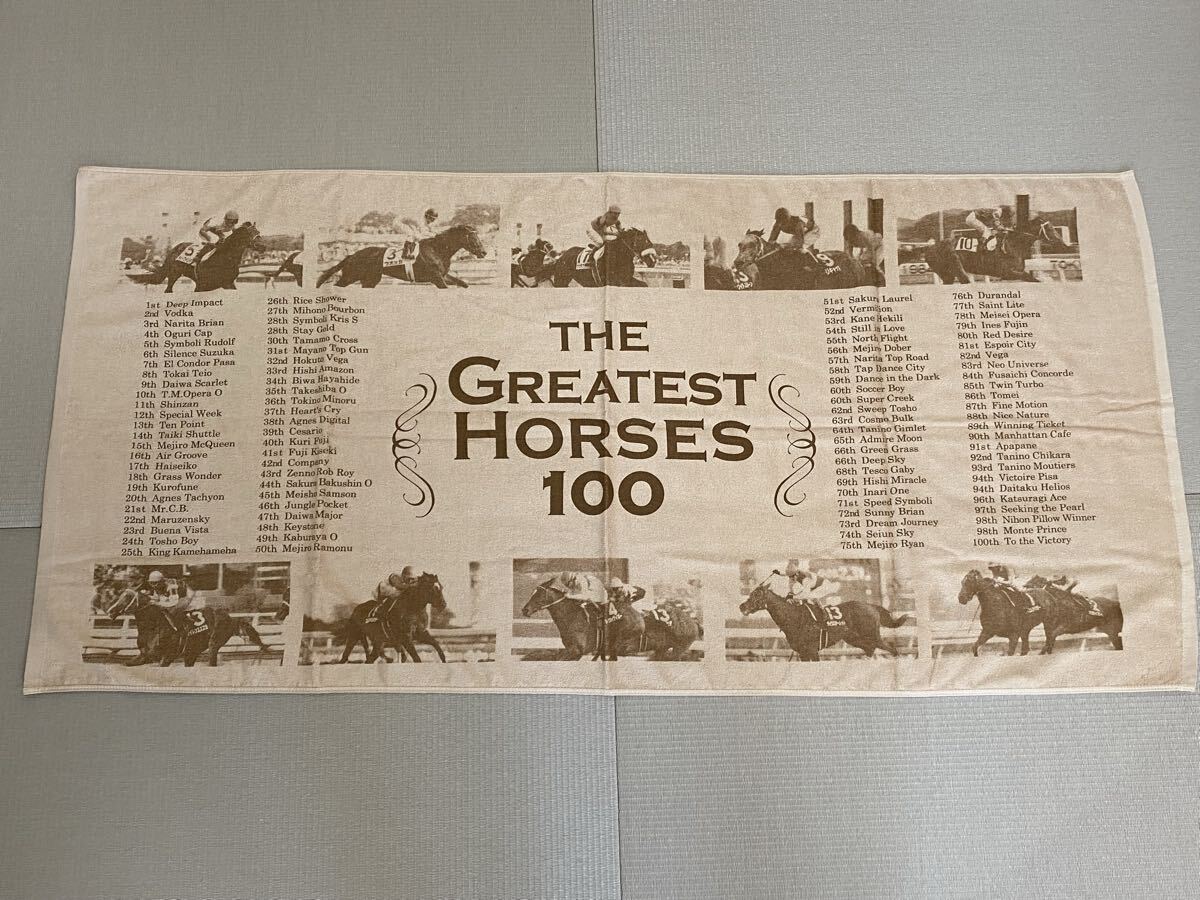 3
3
9
10
198
1st Deep Impact
2nd Vodka
3rd Narita Brian
4th Oguri Cap
5th Symboli Rudolf
6th Silence Suzuka
7th El Condor Pasa
8th Tokai Teio
9th Daiwa Scarlet
10th T.M.Opera O
11th Shinzan
12th Special Week
13th Ten Point
14th Taiki Shuttle
15th Mejiro McQueen
16th Air Groove
17th Haiseiko
18th Grass Wonder
19th Kurofune
20th Agnes Tachyon
21st Mr.C.B.
22nd Maruzensky
23rd Buena Vista
24th Tosho Boy
25th King Kamehameha
26th Rice Shower
27th Mihono Bourbon
28th Symboli Kris S
28th Stay Gold
30th Tamamo Cross
31st Mayano Top Gun
32nd Hokuto Vega
33rd Hishi Amazon
34th Biwa Hayahide
35th Takeshiba O
36th Tokino Minoru
37th Heart's Cry
38th Agnes Digital
39th Cesario
40th Kuri Fuji
41st Fuji Kiseki
42nd Company
43rd Zenno Rob Roy
44th Sakura Bakushin O
45th Meisho Samson
46th Jungle Pocket
47th Daiwa Major
48th Keystone
49th Kaburaya O
50th Mejiro Ramonu
THE
GREATEST
HORSES
100
51st Sakura Laurel
52nd Vermilion
53rd Kane Hekili
54th Still in Love
55th North Flight
56th Mejiro Dober
57th Narita Top Road
58th Tap Dance City
59th Dance in the Dark
60th Soccer Boy
60th Super Creek
62nd Sweep Tosho
63rd Cosmo Bulk
64th Tanino Gimlet
65th Admire Moon
66th Green Grass
66th Deep Sky
68th Tesco Gaby
69th Hishi Miracle
70th Inari One
71st Speed Symboli
72nd Sunny Brian
73rd Dream Journey
74th Seiun Sky
75th Mejiro Ryan
76th Durandal
77th Saint Lite
78th Meisei Opera
79th Ines Fujin
80th Red Desire
81st Espoir City
82nd Vega
83rd Neo Universe
84th Fusaichi Concorde
85th Twin Turbo
86th Tomei
87th Fine Motion
88th Nice Nature
89th Winning Ticket
90th Manhattan Cafe
91st Apapane
92nd Tanino Chikara
93rd Tanino Moutiers
94th Victoire Pisa
94th Daitaku Helios
96th Katsuragi Ace
97th Seeking the Pearl
98th Nihon Pillow Winner
98th Monte Prince
100th To the Victory
3
4
13
13